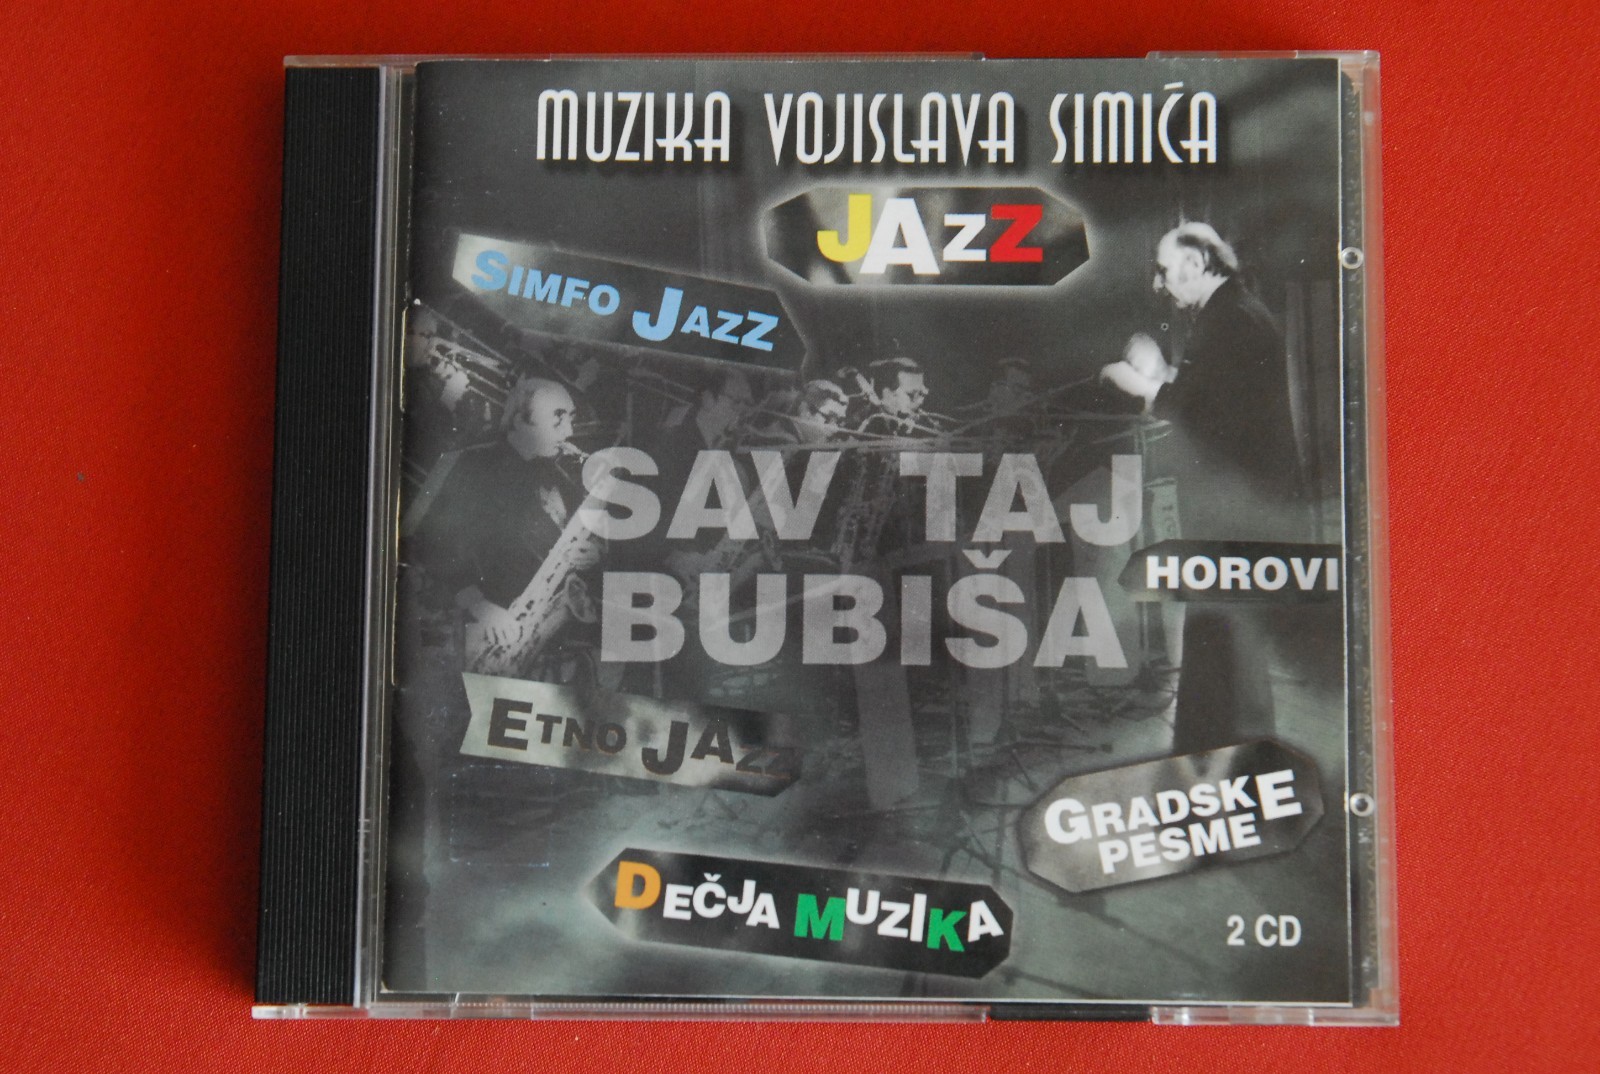 MUZIKA VOJISLAVA SIMIĆA
JAZZ
SIMFO JAZZ
SAV TAJ
BUBIŠA
HOROVI
ETNO JAZZ
GRADSKE
PESME
DEČJA MUZIKA
2 CD